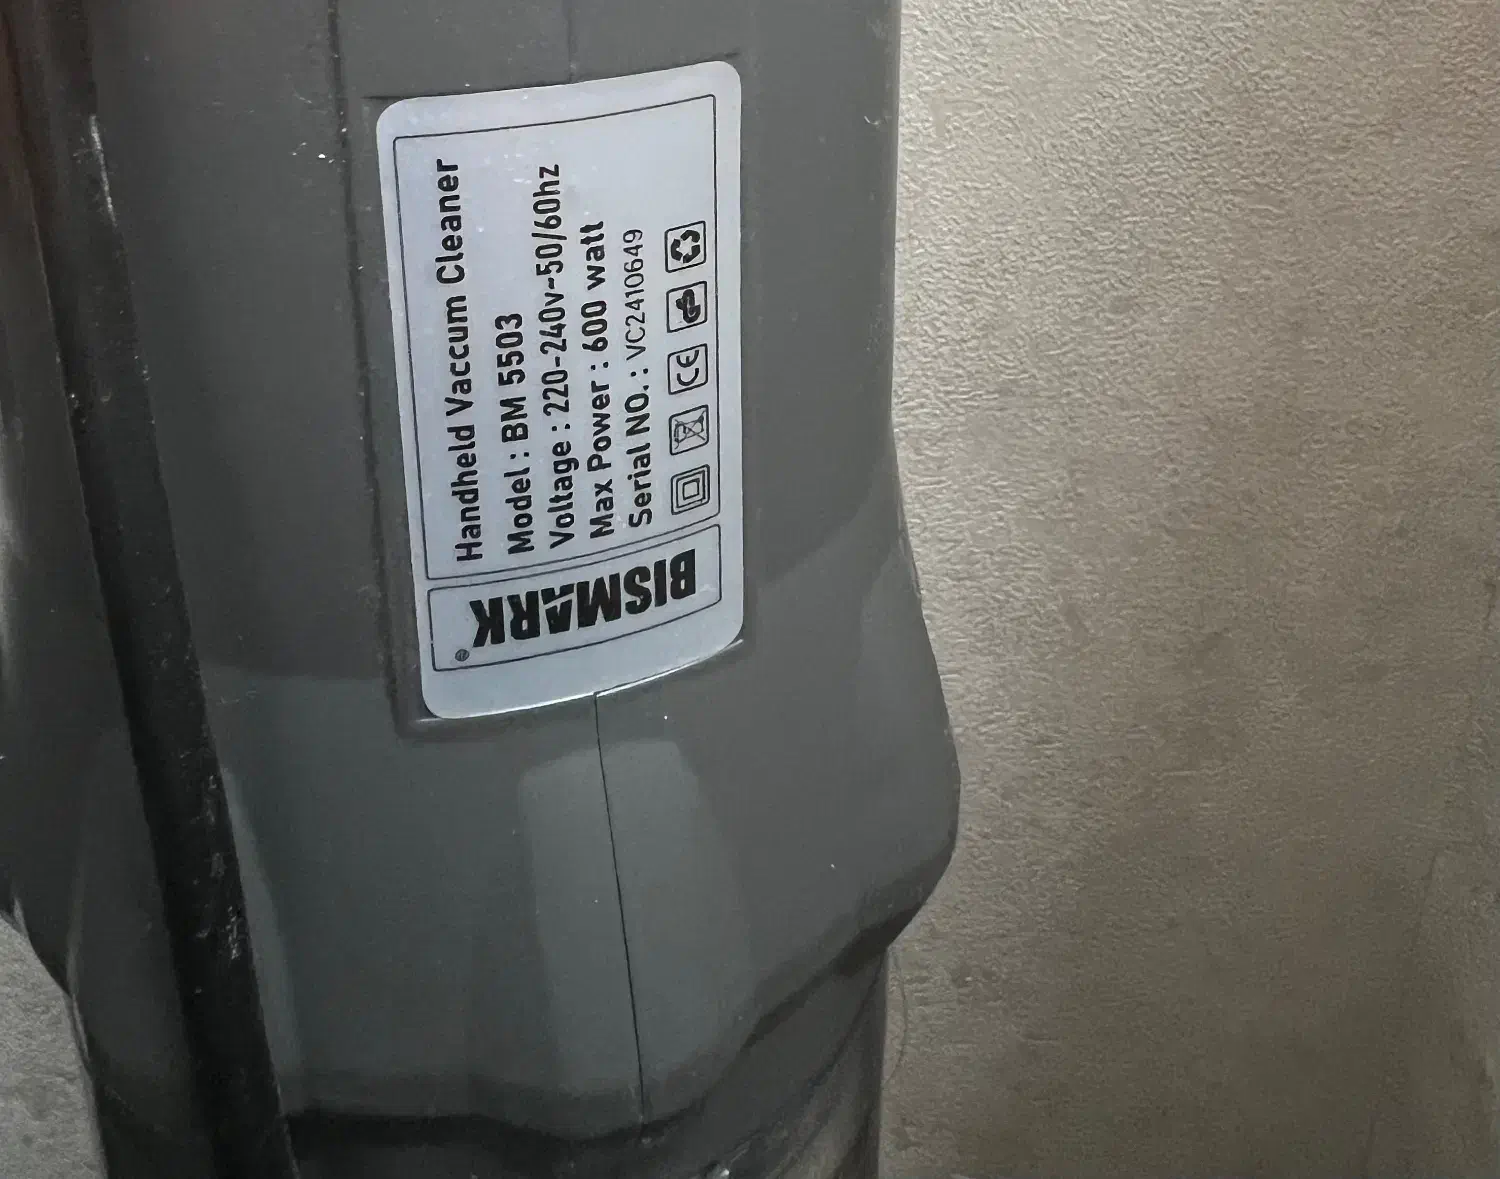 BISMARK®
Handheld Vaccum Cleaner
Model : BM 5503
Voltage : 220-240v~50/60hz
Max Power : 600 watt
Serial NO. : VC2410649
CE